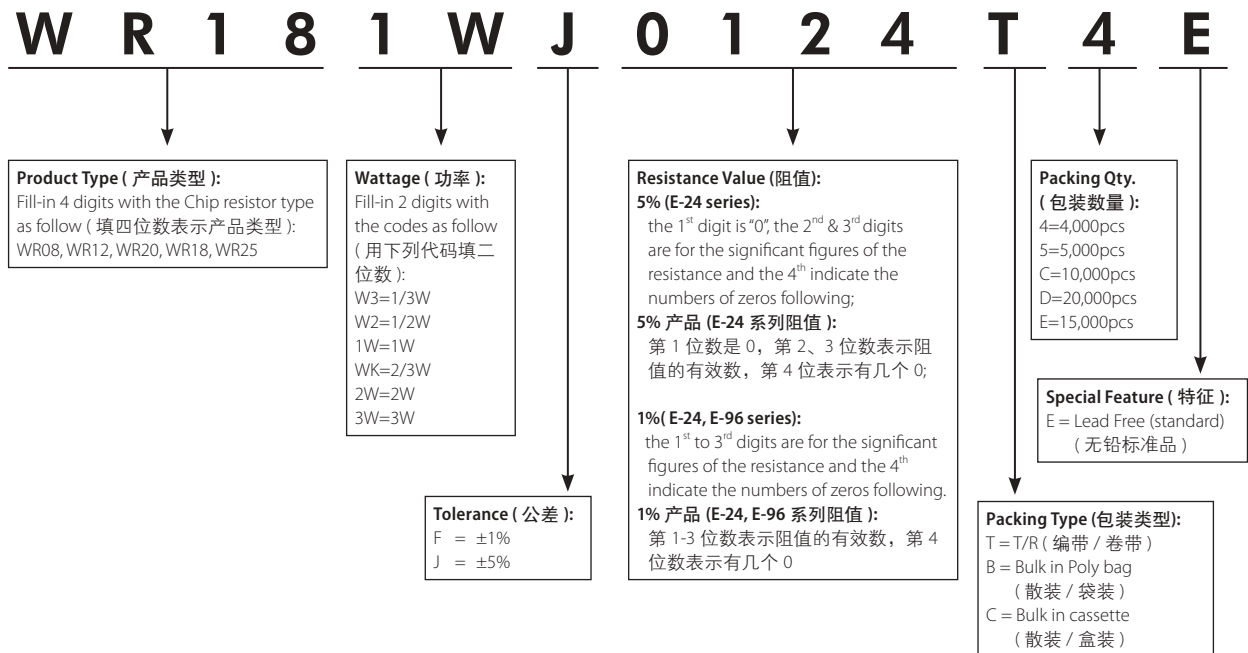 WR18 1W J 0124 T 4 E
Product Type ( 产品类型 ):
Fill-in 4 digits with the Chip resistor type
as follow ( 填四位数表示产品类型 ):
WR08, WR12, WR20, WR18, WR25
Wattage ( 功率 ):
Fill-in 2 digits with
the codes as follow
( 用下列代码填二
位数 ):
W3=1/3W
W2=1/2W
1W=1W
WK=2/3W
2W=2W
3W=3W
Tolerance ( 公差 ):
F = ±1%
J = ±5%
Resistance Value (阻值):
5% (E-24 series):
the 1st digit is "0", the 2nd & 3rd digits
are for the significant figures of the
resistance and the 4th indicate the
numbers of zeros following;
5% 产品 (E-24 系列阻值 ):
第 1 位数是 0，第 2、3 位数表示阻
值的有效数，第 4 位表示有几个 0;
1%( E-24, E-96 series):
the 1st to 3rd digits are for the significant
figures of the resistance and the 4th
indicate the numbers of zeros following.
1% 产品 (E-24, E-96 系列阻值 ):
第 1-3 位数表示阻值的有效数，第 4
位数表示有几个 0
Packing Qty.
( 包装数量 ):
4=4,000pcs
5=5,000pcs
C=10,000pcs
D=20,000pcs
E=15,000pcs
Special Feature ( 特征 ):
E = Lead Free (standard)
( 无铅标准品 )
Packing Type (包装类型):
T = T/R ( 编带 / 卷带 )
B = Bulk in Poly bag
( 散装 / 袋装 )
C = Bulk in cassette
( 散装 / 盒装 )